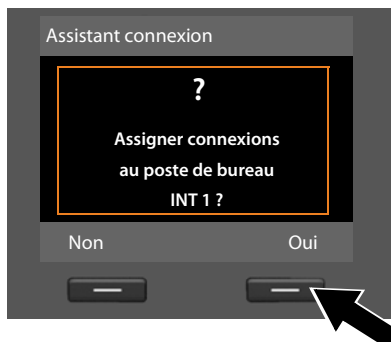 Assistant connexion
?
Assigner connexions
au poste de bureau
INT 1 ?
Non Oui